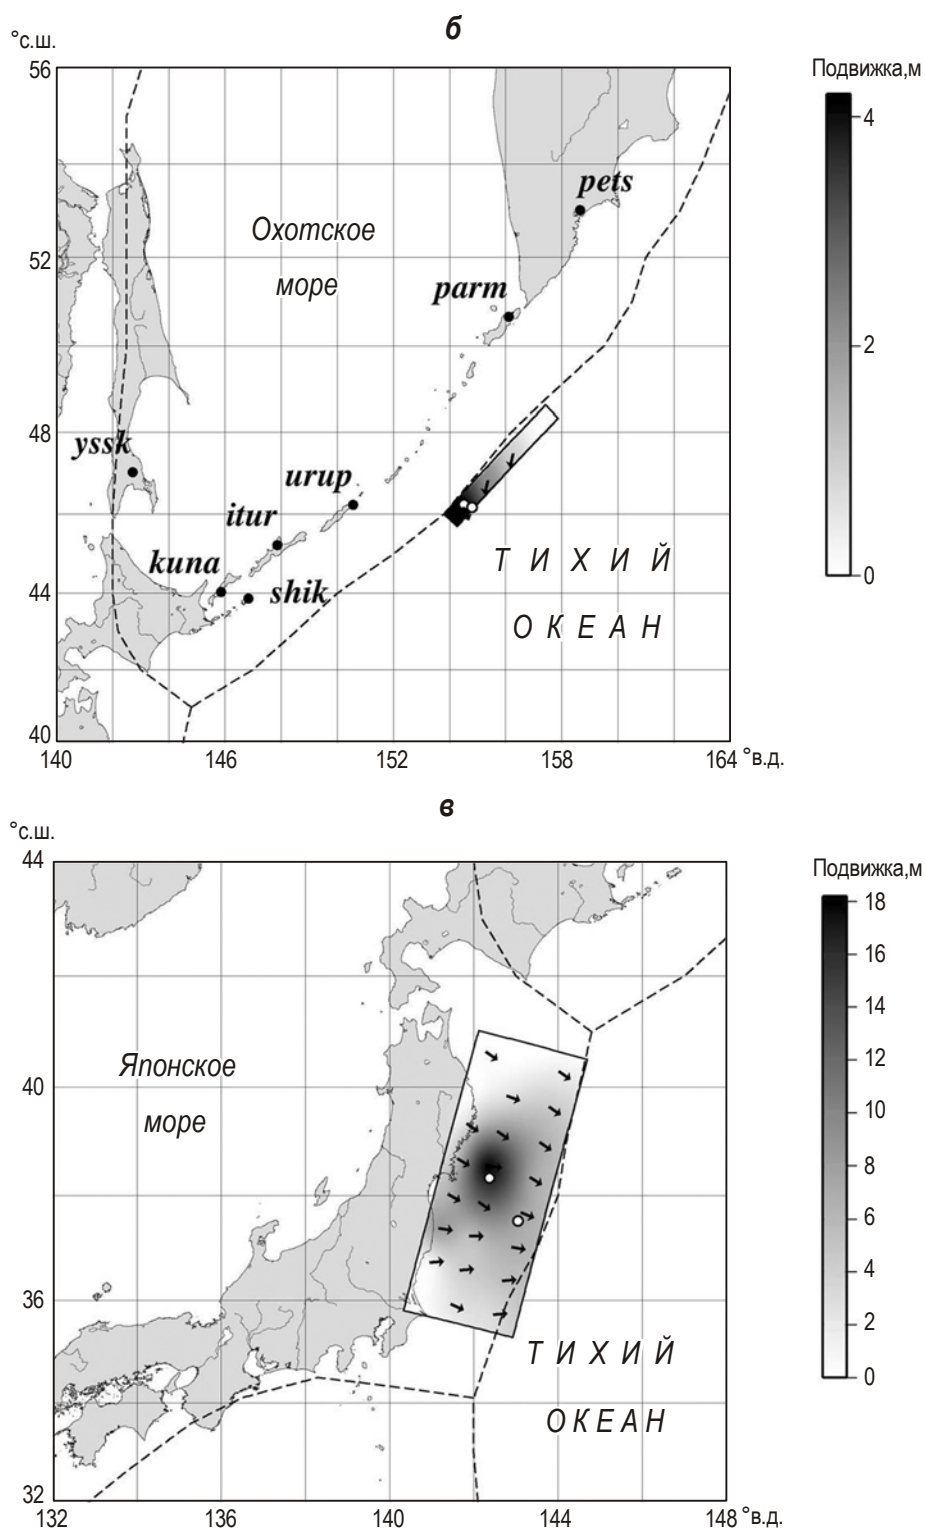 б
°с.ш.
Подвижка,м
56
52
48
44
40
140
146
152
158
164 °в.д.
pets
Охотское
море
parm
yssk
urup
itur
kuna
shik
Т И Х И Й
О К Е А Н
4
2
0
в
°с.ш.
Подвижка,м
44
40
36
32
132
136
140
144
148 °в.д.
Японское
море
Т И Х И Й
О К Е А Н
18
16
14
12
10
8
6
4
2
0